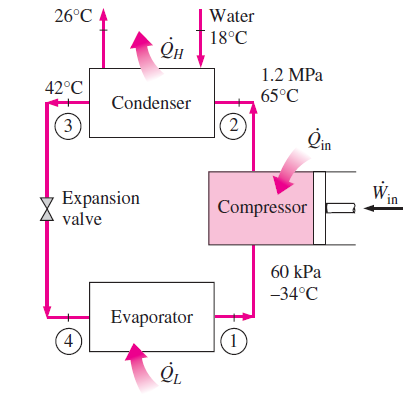 26°C
Water
18°C
Q̇H
42°C
Condenser
1.2 MPa
65°C
3
2
Q̇in
Expansion
valve
Compressor
Ẇin
60 kPa
–34°C
Evaporator
4
1
Q̇L